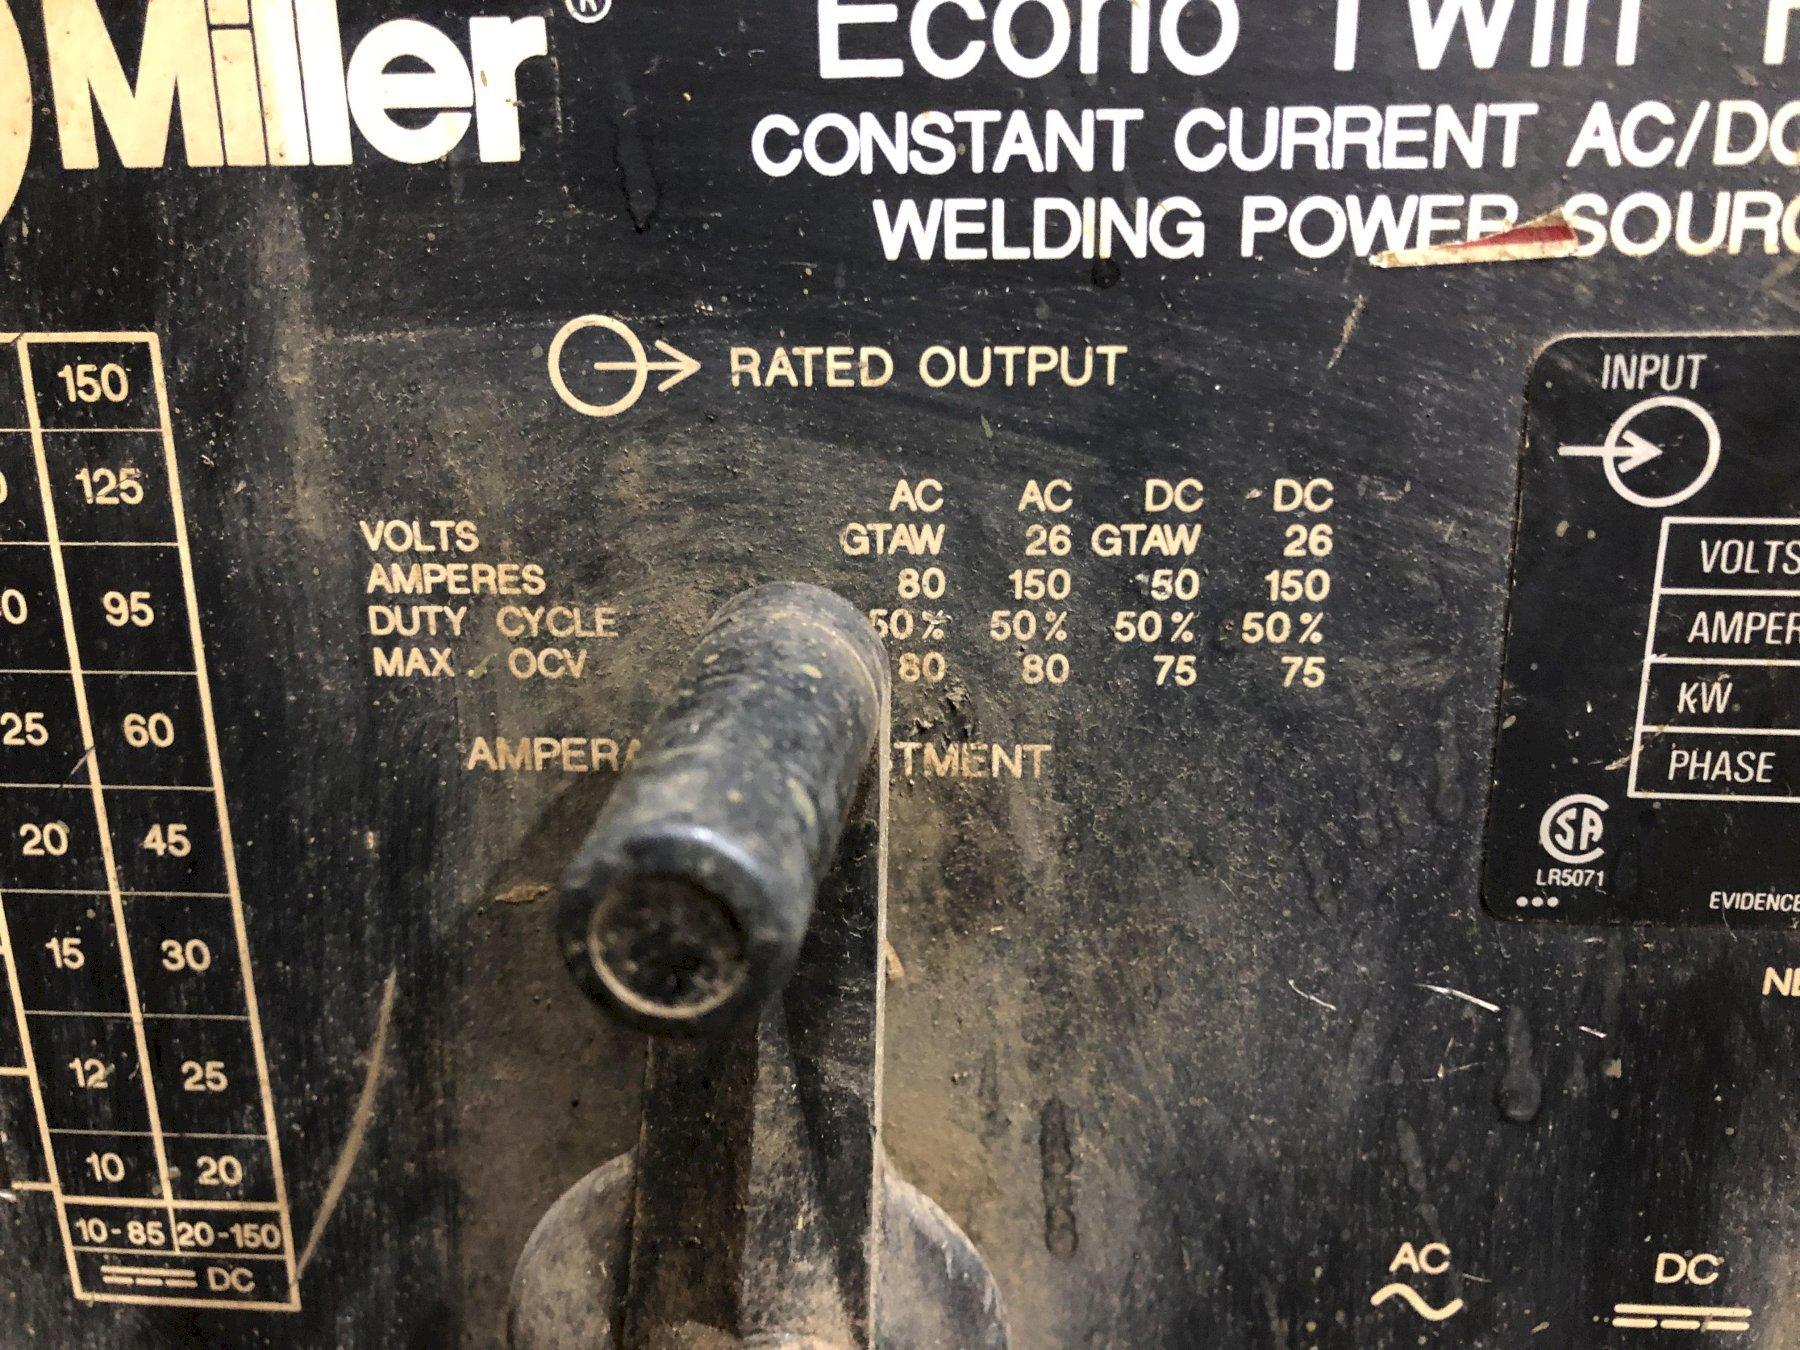 Miller®
Econo Twin
CONSTANT CURRENT AC/DC
WELDING POWER SOURC
RATED OUTPUT
AC AC DC DC
VOLTS GTAW 26 GTAW 26
AMPERES 80 150 50 150
DUTY CYCLE 50% 50% 50% 50%
MAX. OCV 80 80 75 75
AMPERA TMENT
150
125
95
25 60
20 45
15 30
12 25
10 20
10-85 20-150
DC
INPUT
VOLTS
AMPER
KW
PHASE
SA
LR5071
EVIDENCE
AC
DC